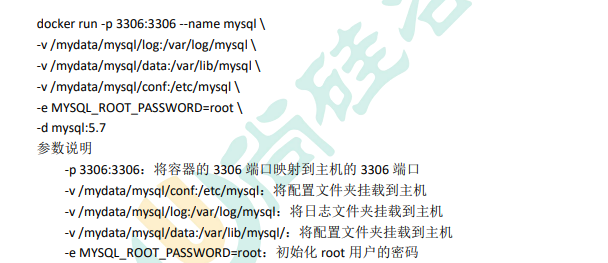 docker run -p 3306:3306 --name mysql \
-v /mydata/mysql/log:/var/log/mysql \
-v /mydata/mysql/data:/var/lib/mysql \
-v /mydata/mysql/conf:/etc/mysql \
-e MYSQL_ROOT_PASSWORD=root \
-d mysql:5.7
参数说明
-p 3306:3306：将容器的 3306 端口映射到主机的 3306 端口
-v /mydata/mysql/conf:/etc/mysql：将配置文件夹挂载到主机
-v /mydata/mysql/log:/var/log/mysql：将日志文件夹挂载到主机
-v /mydata/mysql/data:/var/lib/mysql/：将配置文件夹挂载到主机
-e MYSQL_ROOT_PASSWORD=root：初始化 root 用户的密码
尚硅